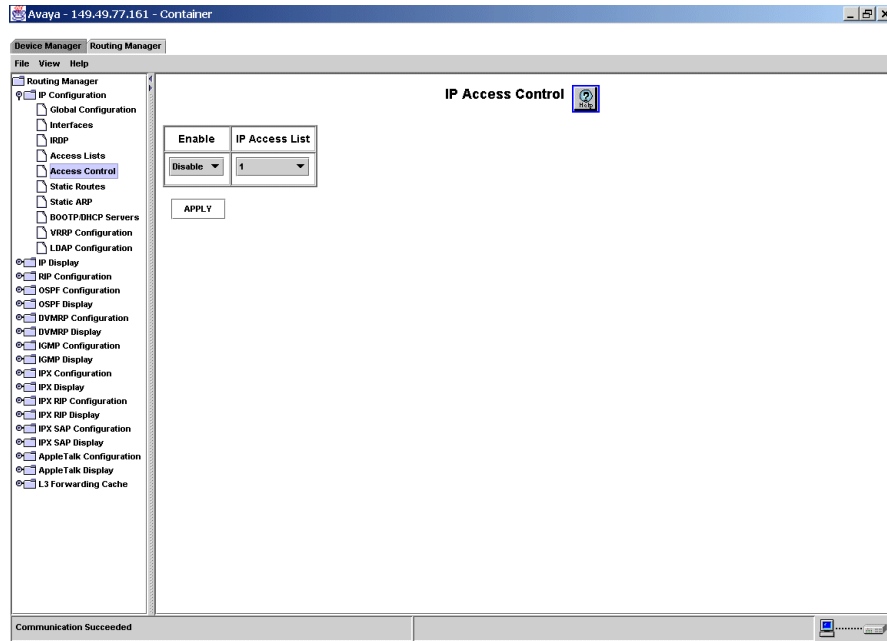 Avaya - 149.49.77.161 - Container
Device Manager Routing Manager
File View Help
Routing Manager
IP Configuration
Global Configuration
Interfaces
IRDP
Access Lists
Access Control
Static Routes
Static ARP
BOOTP/DHCP Servers
VRRP Configuration
LDAP Configuration
IP Display
RIP Configuration
OSPF Configuration
OSPF Display
DVMRP Configuration
DVMRP Display
IGMP Configuration
IGMP Display
IPX Configuration
IPX Display
IPX RIP Configuration
IPX RIP Display
IPX SAP Configuration
IPX SAP Display
AppleTalk Configuration
AppleTalk Display
L3 Forwarding Cache
IP Access Control
Help
Enable IP Access List
Disable 1
APPLY
Communication Succeeded